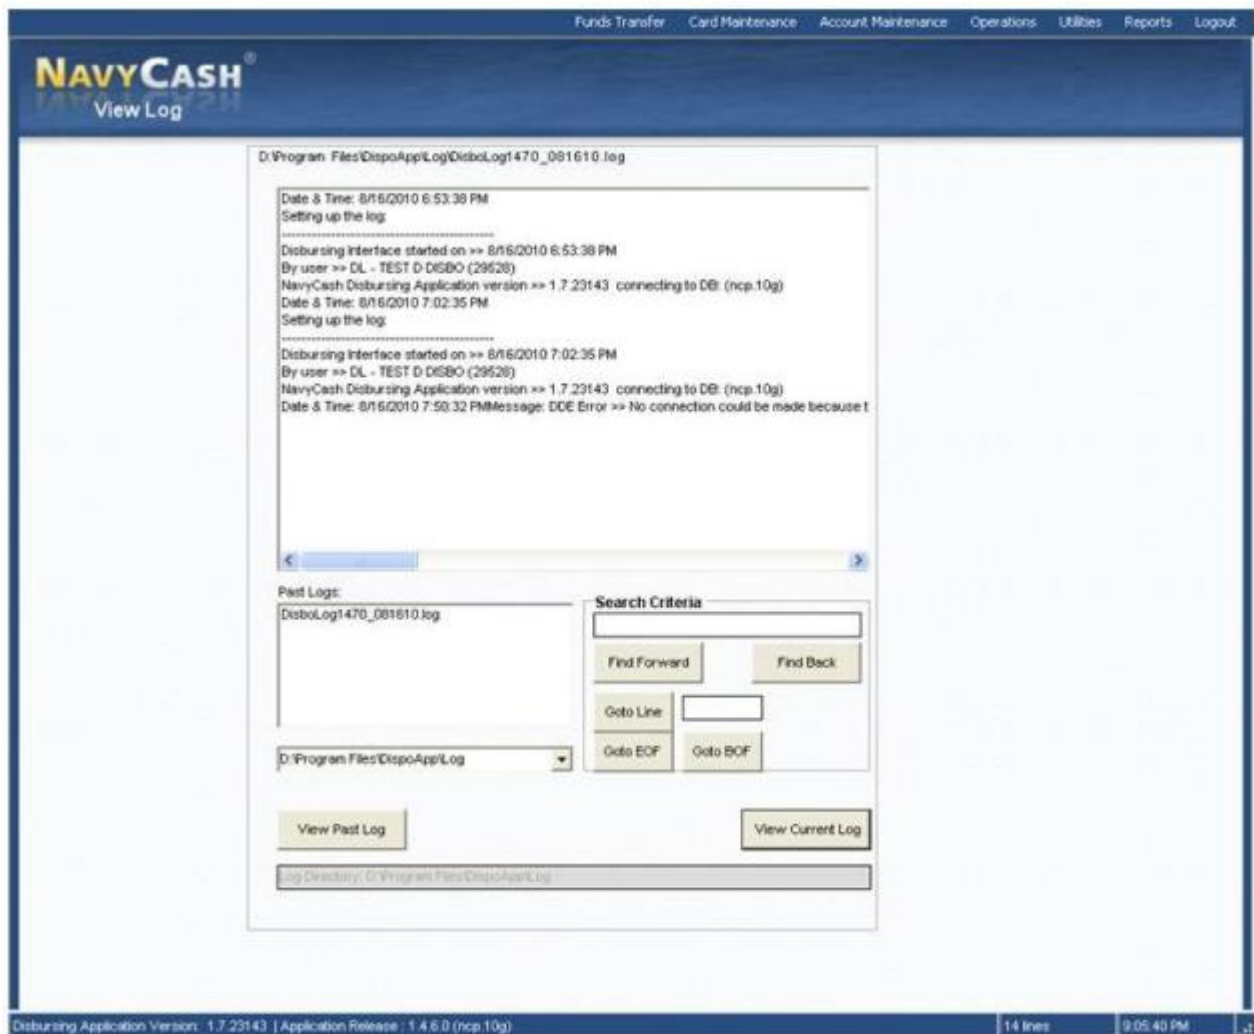 Funds Transfer Card Maintenance Account Maintenance Operations Utilities Reports Logout
NAVYCASH®
View Log
D:\Program Files\DispoApp\Log\DisboLog1470_081610.log
Date & Time: 8/16/2010 6:53:38 PM
Setting up the log:
--------------------------------------------------
Disbursing Interface started on >> 8/16/2010 6:53:38 PM
By user >> DL - TEST D DISBO (29528)
NavyCash Disbursing Application version >> 1.7.23143 connecting to DB: (ncp.10g)
Date & Time: 8/16/2010 7:02:35 PM
Setting up the log:
--------------------------------------------------
Disbursing Interface started on >> 8/16/2010 7:02:35 PM
By user >> DL - TEST D DISBO (29528)
NavyCash Disbursing Application version >> 1.7.23143 connecting to DB: (ncp.10g)
Date & Time: 8/16/2010 7:50:32 PMMessage: DDE Error >> No connection could be made because t
Past Logs:
DisboLog1470_081610.log
Search Criteria
Find Forward Find Back
Goto Line
Goto EOF Goto BOF
D:\Program Files\DispoApp\Log
View Past Log View Current Log
Log Directory: D:\Program Files\DispoApp\Log
Disbursing Application Version: 1.7.23143 | Application Release : 1.4.6.0 (ncp.10g) 14 lines 9:05:40 PM